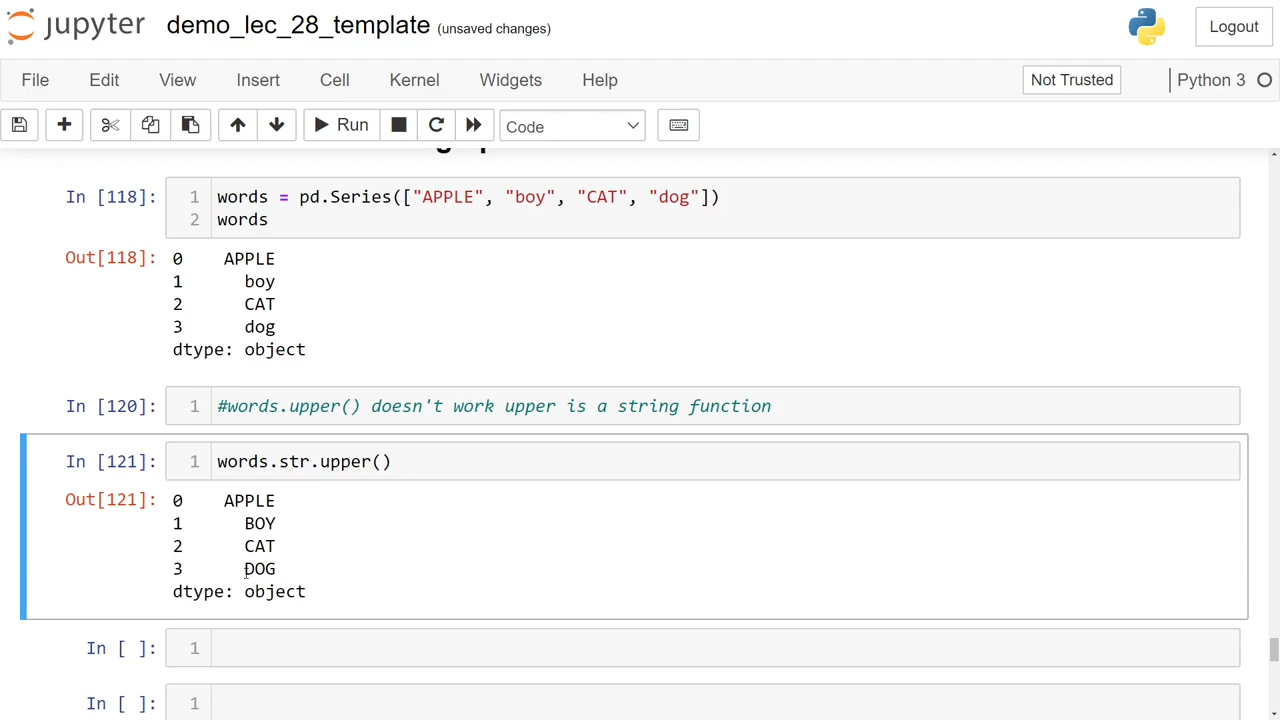 jupyter demo_lec_28_template (unsaved changes) Logout
File Edit View Insert Cell Kernel Widgets Help Not Trusted Python 3
Run Code
In [118]: 1 words = pd.Series(["APPLE", "boy", "CAT", "dog"])
2 words
Out[118]: 0 APPLE
1 boy
2 CAT
3 dog
dtype: object
In [120]: 1 #words.upper() doesn't work upper is a string function
In [121]: 1 words.str.upper()
Out[121]: 0 APPLE
1 BOY
2 CAT
3 DOG
dtype: object
In [ ]: 1
In [ ]: 1